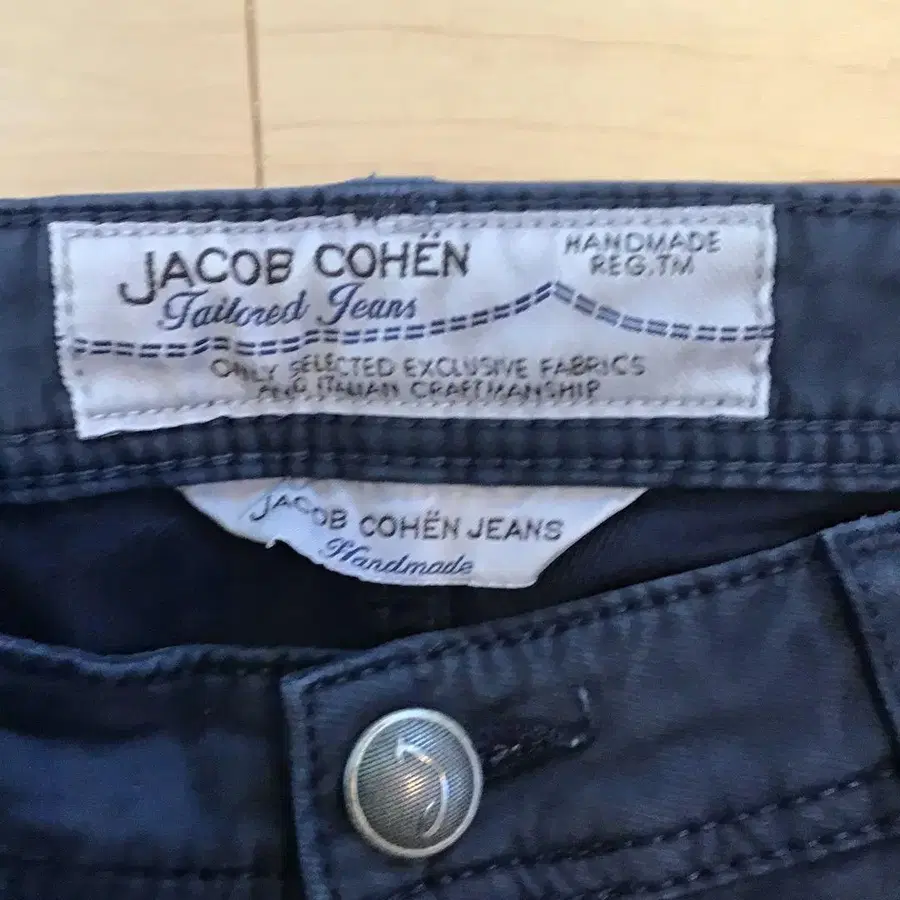 JACOB COHËN
Tailored Jeans
HANDMADE
REG.TM
ONLY SELECTED EXCLUSIVE FABRICS
AND ITALIAN CRAFTMANSHIP
JACOB COHËN JEANS
Handmade